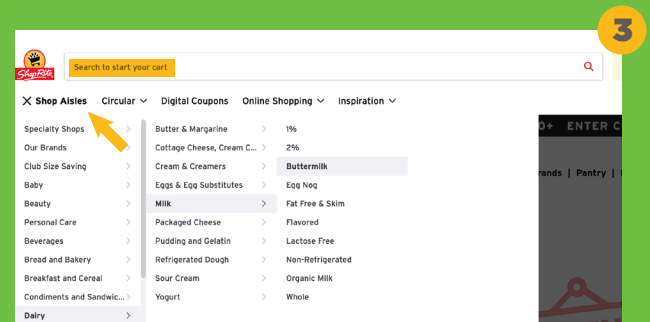 3
ShopRite
Search to start your cart
Shop Aisles Circular Digital Coupons Online Shopping Inspiration
Specialty Shops
Our Brands
Club Size Saving
Baby
Beauty
Personal Care
Beverages
Bread and Bakery
Breakfast and Cereal
Condiments and Sandwic...
Dairy
Butter & Margarine
Cottage Cheese, Cream C...
Cream & Creamers
Eggs & Egg Substitutes
Milk
Packaged Cheese
Pudding and Gelatin
Refrigerated Dough
Sour Cream
Yogurt
1%
2%
Buttermilk
Egg Nog
Fat Free & Skim
Flavored
Lactose Free
Non-Refrigerated
Organic Milk
Whole
0+ ENTER C
rands | Pantry |